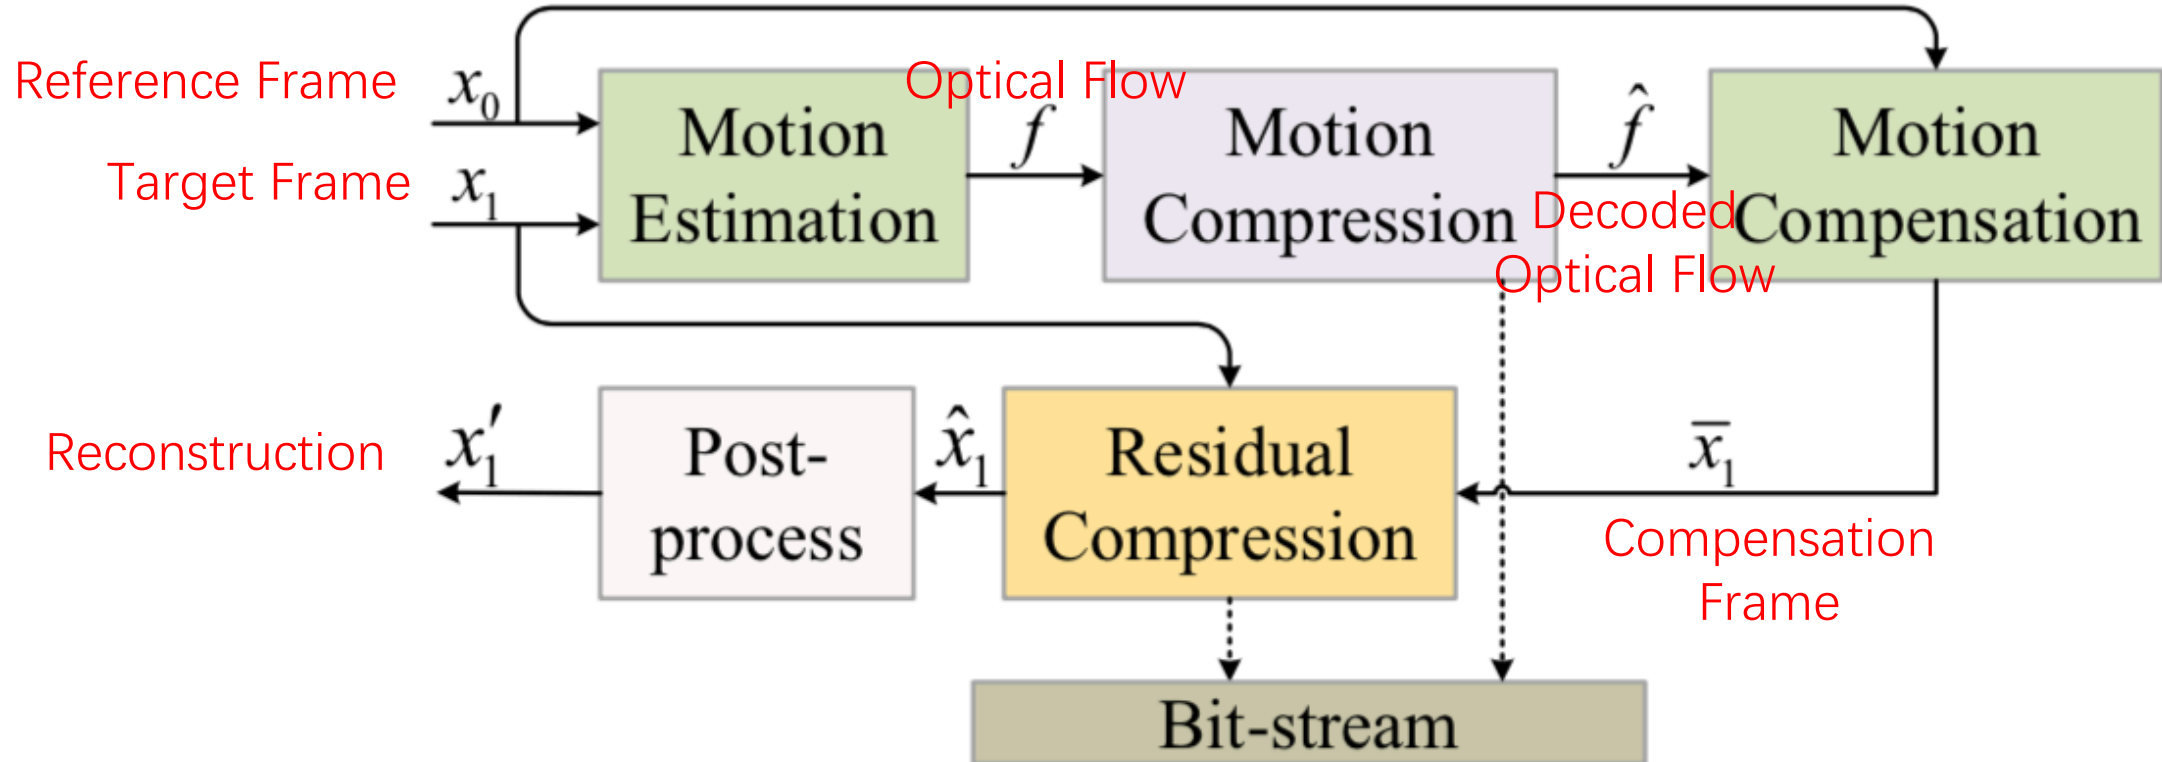 Reference Frame
x₀
Optical Flow
Target Frame
x₁
Motion
Estimation
f
Motion
Compression
f̂
Decoded
Optical Flow
Motion
Compensation
Reconstruction
x₁′
Post-
process
x̂₁
Residual
Compression
x̄₁
Compensation
Frame
Bit-stream